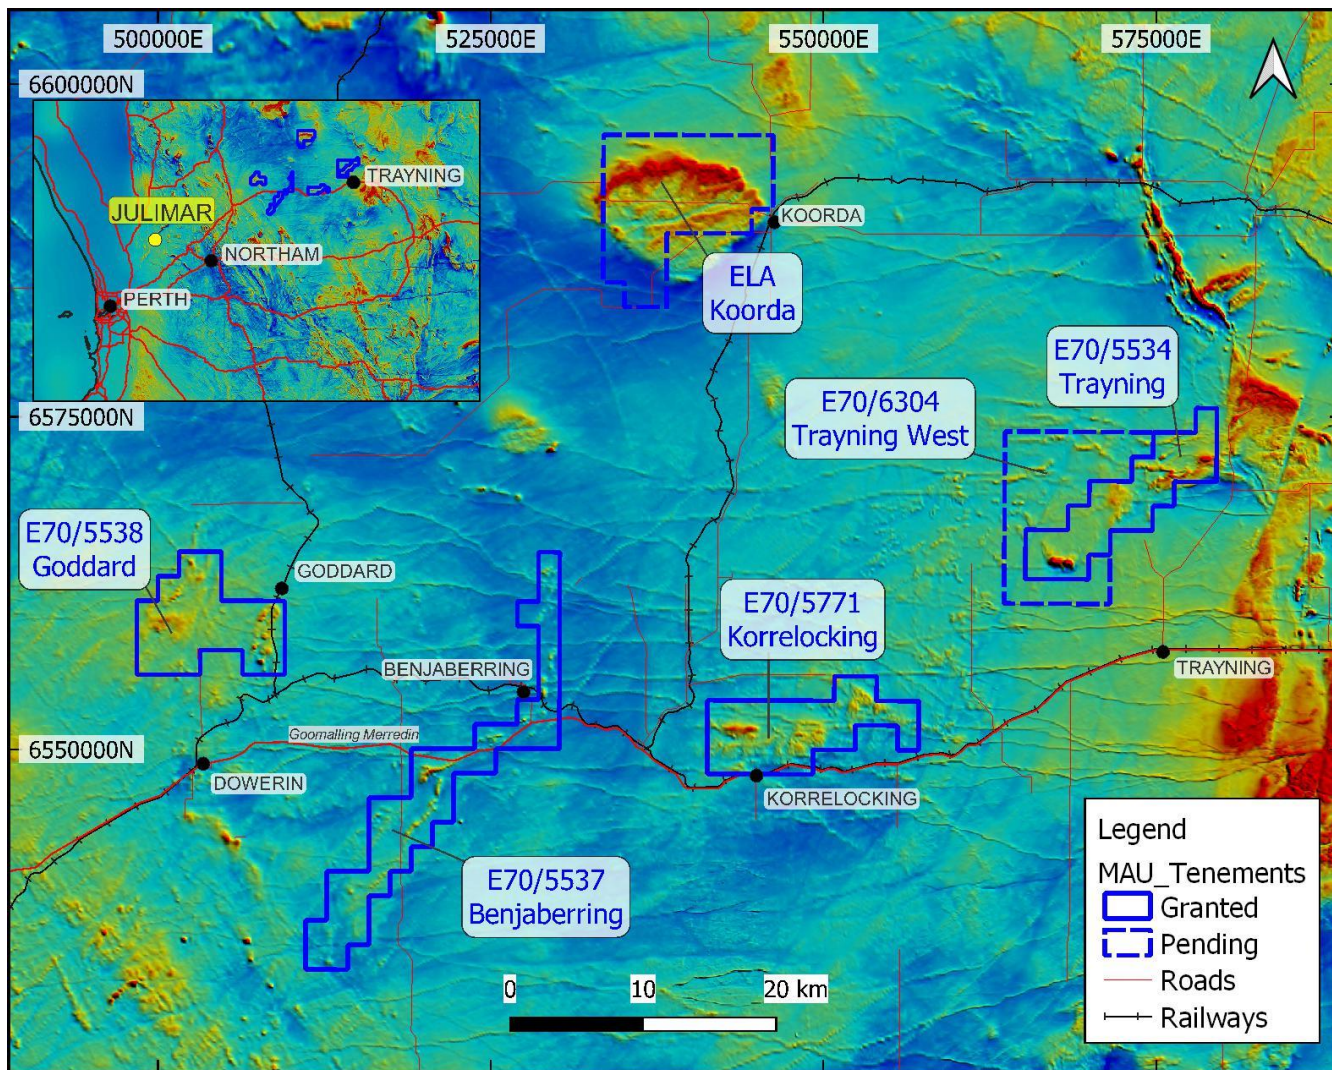 500000E
525000E
550000E
575000E
6600000N
TRAYNING
JULIMAR
NORTHAM
PERTH
KOORDA
ELA
Koorda
E70/5534
Trayning
E70/6304
Trayning West
6575000N
E70/5538
Goddard
GODDARD
E70/5771
Korrelocking
BENJABERRING
TRAYNING
Goomalling Merredin
6550000N
DOWERIN
KORRELOCKING
E70/5537
Benjaberring
Legend
MAU_Tenements
Granted
Pending
Roads
Railways
0 10 20 km